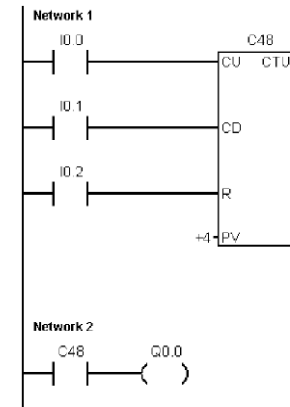 Network 1
I0.0
C48
CU CTU
I0.1
CD
I0.2
R
+4 PV
Network 2
C48 Q0.0